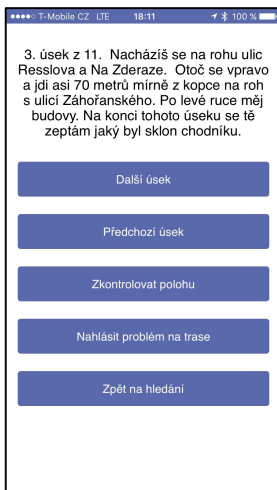 T-Mobile CZ LTE 18:11 100 %
3. úsek z 11. Nacházíš se na rohu ulic
Resslova a Na Zderaze. Otoč se vpravo
a jdi asi 70 metrů mírně z kopce na roh
s ulicí Záhořanského. Po levé ruce měj
budovy. Na konci tohoto úseku se tě
zeptám jaký byl sklon chodníku.
Další úsek
Předchozí úsek
Zkontrolovat polohu
Nahlásit problém na trase
Zpět na hledání